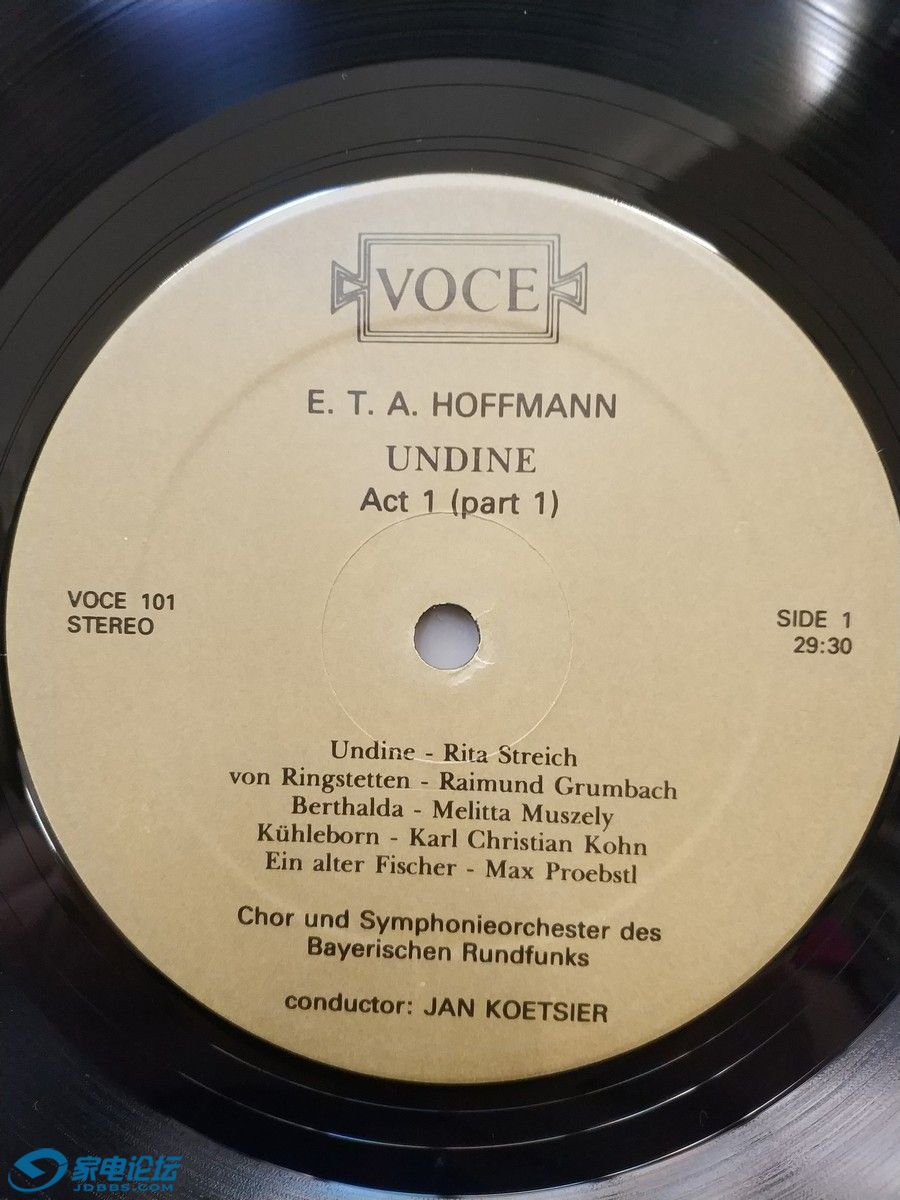 VOCE
E. T. A. HOFFMANN
UNDINE
Act 1 (part 1)
VOCE 101
STEREO
SIDE 1
29:30
Undine - Rita Streich
von Ringstetten - Raimund Grumbach
Berthalda - Melitta Muszely
Kühleborn - Karl Christian Kohn
Ein alter Fischer - Max Proebstl
Chor und Symphonieorchester des
Bayerischen Rundfunks
conductor: JAN KOETSIER
家电论坛
JDBBS.COM